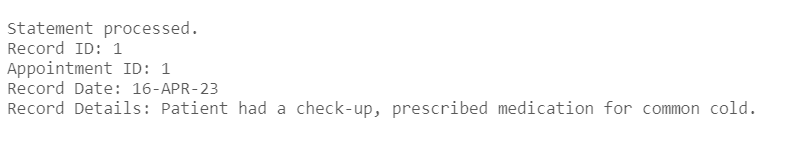 Statement processed.
Record ID: 1
Appointment ID: 1
Record Date: 16-APR-23
Record Details: Patient had a check-up, prescribed medication for common cold.